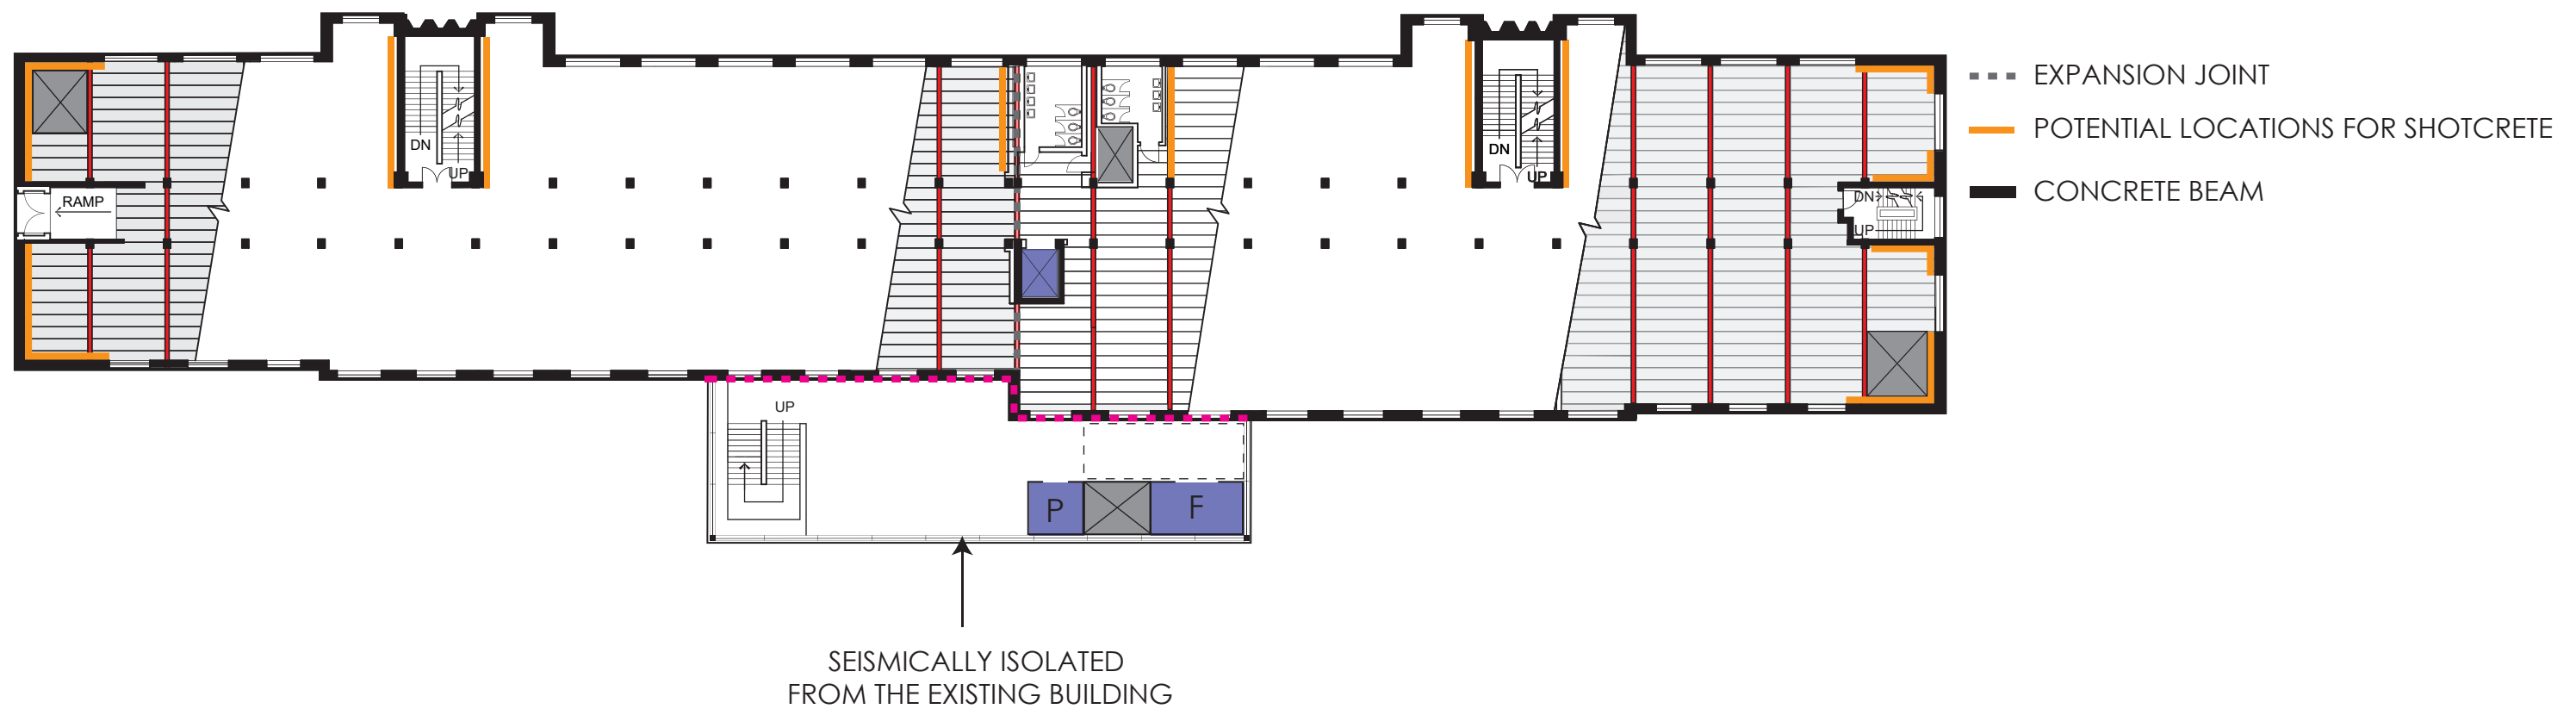 EXPANSION JOINT
POTENTIAL LOCATIONS FOR SHOTCRETE
CONCRETE BEAM
DN
UP
DN
UP
RAMP
DN
UP
UP
P
F
SEISMICALLY ISOLATED
FROM THE EXISTING BUILDING